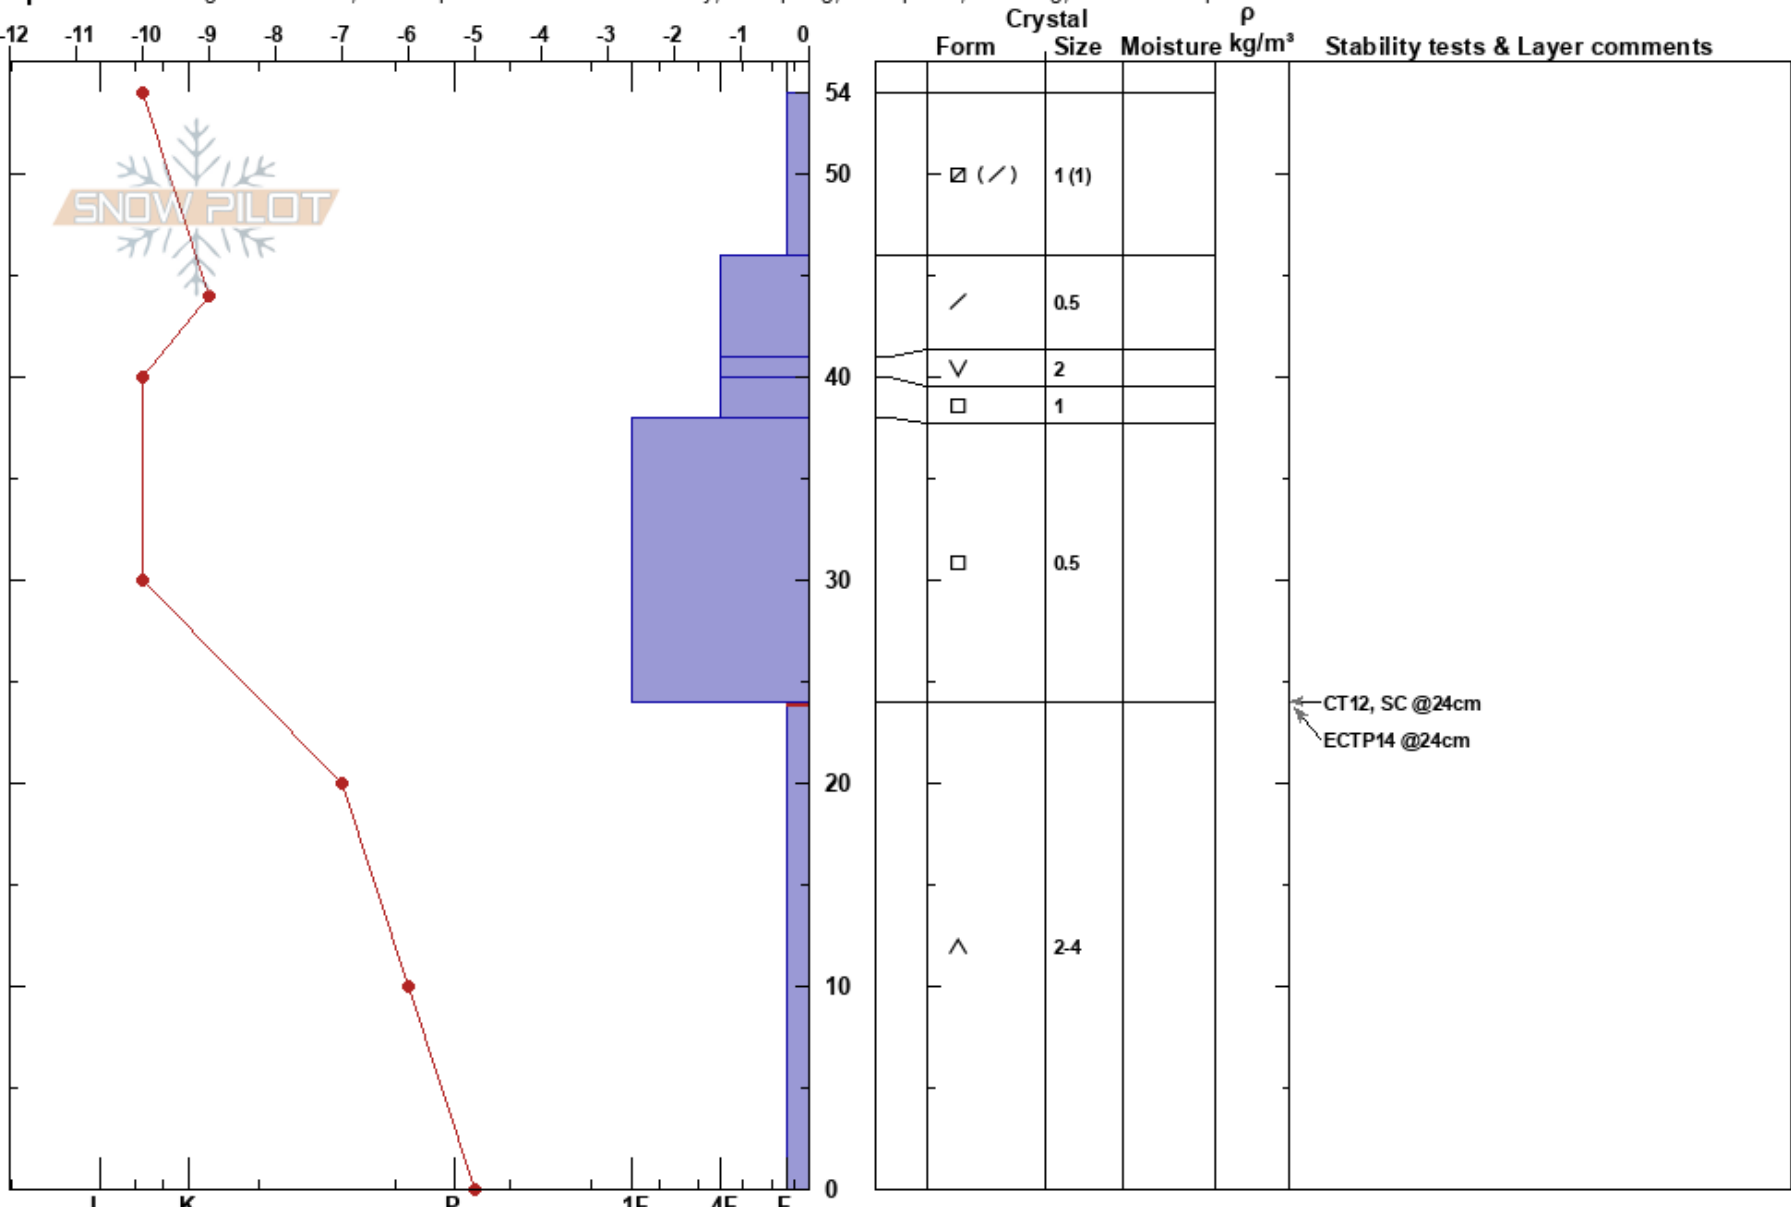 -12 -11 -10 -9 -8 -7 -6 -5 -4 -3 -2 -1 0
Crystal
Form Size Moisture ρ kg/m³ Stability tests & Layer comments
54
SNOW PILOT
50
1 (1)
0.5
40
2
1
30
0.5
CT12, SC @24cm
ECTP14 @24cm
20
2-4
10
0
I K P 1F 4F F